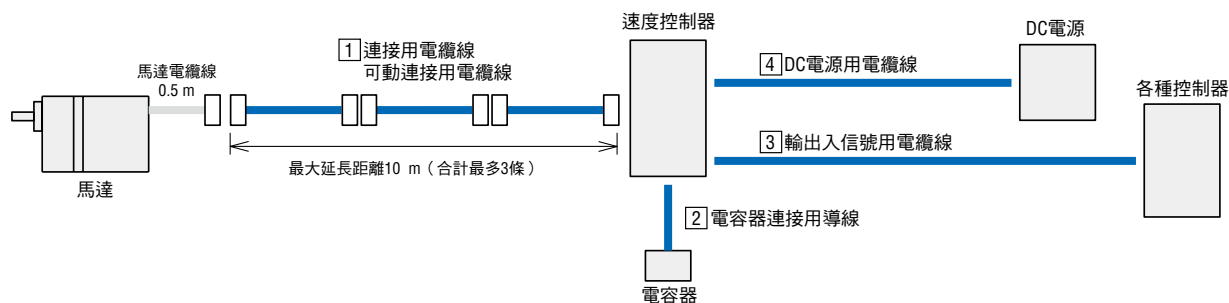 速度控制器
DC電源
1 連接用電纜線
可動連接用電纜線
馬達電纜線
0.5 m
4 DC電源用電纜線
各種控制器
3 輸出入信號用電纜線
最大延長距離10 m（合計最多3條）
馬達
2 電容器連接用導線
電容器